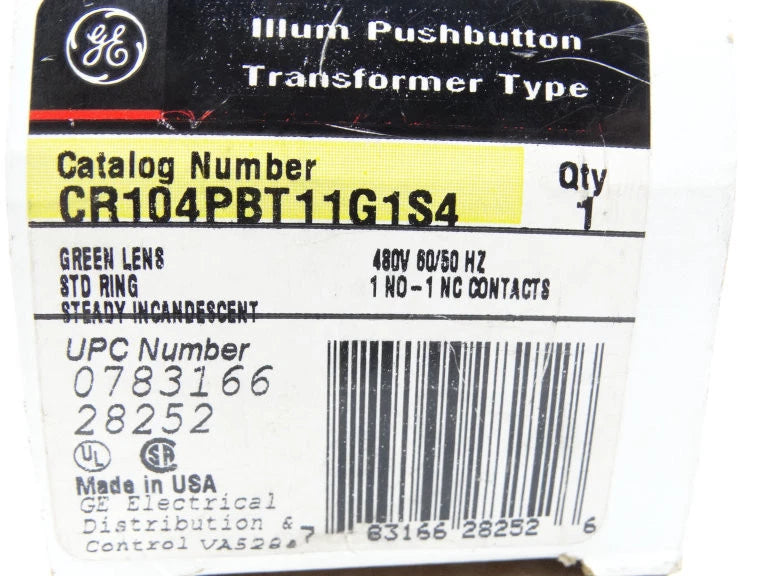 GE
Illum Pushbutton
Transformer Type
Catalog Number
CR104PBT11G1S4
Qty
1
GREEN LENS
STD RING
STEADY INCANDESCENT
480V 60/50 HZ
1 NO-1 NC CONTACTS
UPC Number
0783166
28252
UL
SA
Made in USA
GE Electrical
Distribution &
Control
7 83166 28252 6